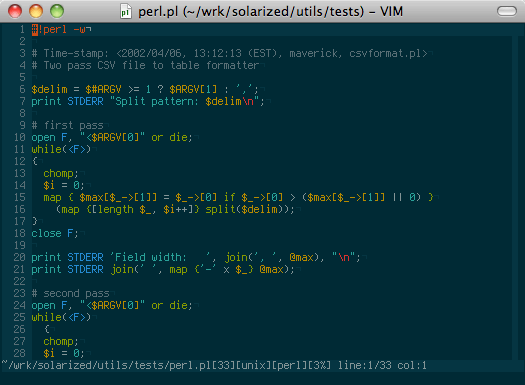 perl.pl (~/wrk/solarized/utils/tests) – VIM
1 #!perl -w¬
2
3 # Time-stamp: <2002/04/06, 13:12:13 (EST), maverick, csvformat.pl>¬
4 # Two pass CSV file to table formatter¬
5
6 $delim = $#ARGV >= 1 ? $ARGV[1] : ',';¬
7 print STDERR "Split pattern: $delim\n";¬
8
9 # first pass¬
10 open F, "<$ARGV[0]" or die;¬
11 while(<F>)¬
12 {¬
13   chomp;¬
14   $i = 0;¬
15   map { $max[$_->[1]] = $_->[0] if $_->[0] > ($max[$_->[1]] || 0) }¬
16     (map {[length $_, $i++]} split($delim));¬
17 }¬
18 close F;¬
19
20 print STDERR 'Field width:   ', join(', ', @max), "\n";¬
21 print STDERR join(' ', map {'-' x $_} @max);¬
22
23 # second pass¬
24 open F, "<$ARGV[0]" or die;¬
25 while(<F>)¬
26   {¬
27   chomp;¬
28   $i = 0;¬
~/wrk/solarized/utils/tests/perl.pl[33][unix][perl][3%] line:1/33 col:1